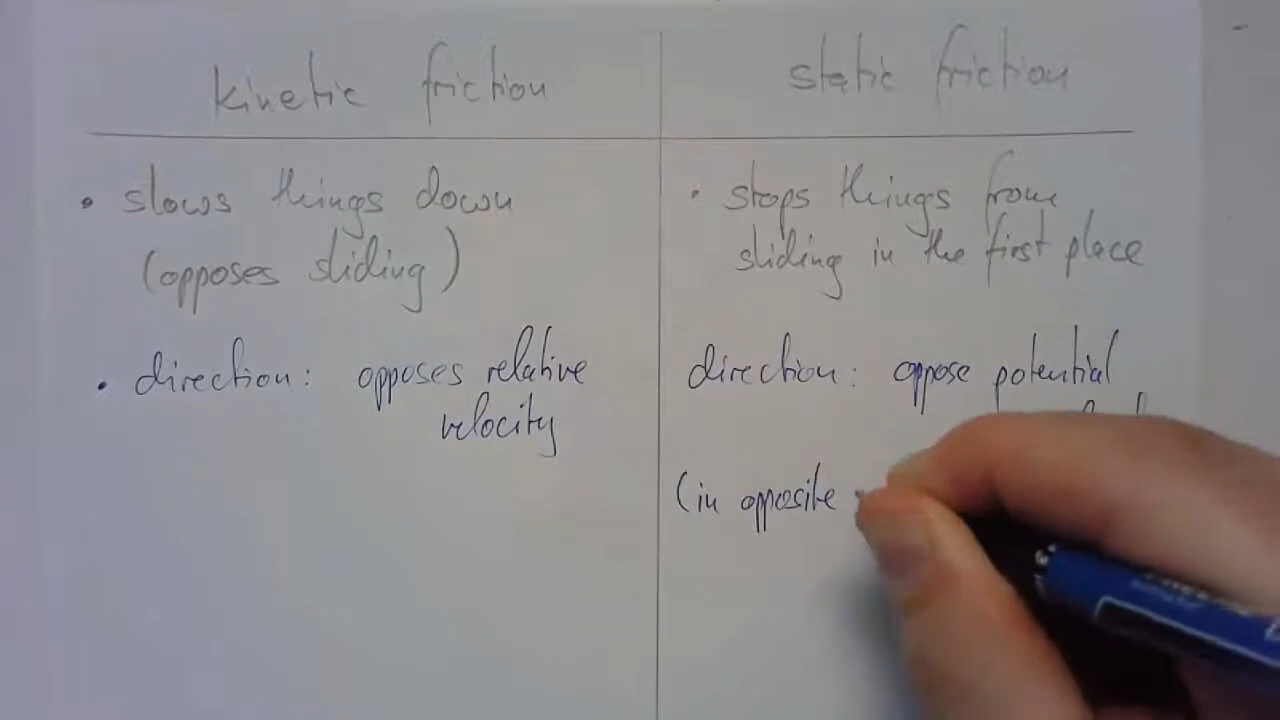 kinetic friction
static friction
• slows things down
(opposes sliding)
• direction: opposes relative
velocity
• stops things from
sliding in the first place
direction: oppose potential
(in opposite